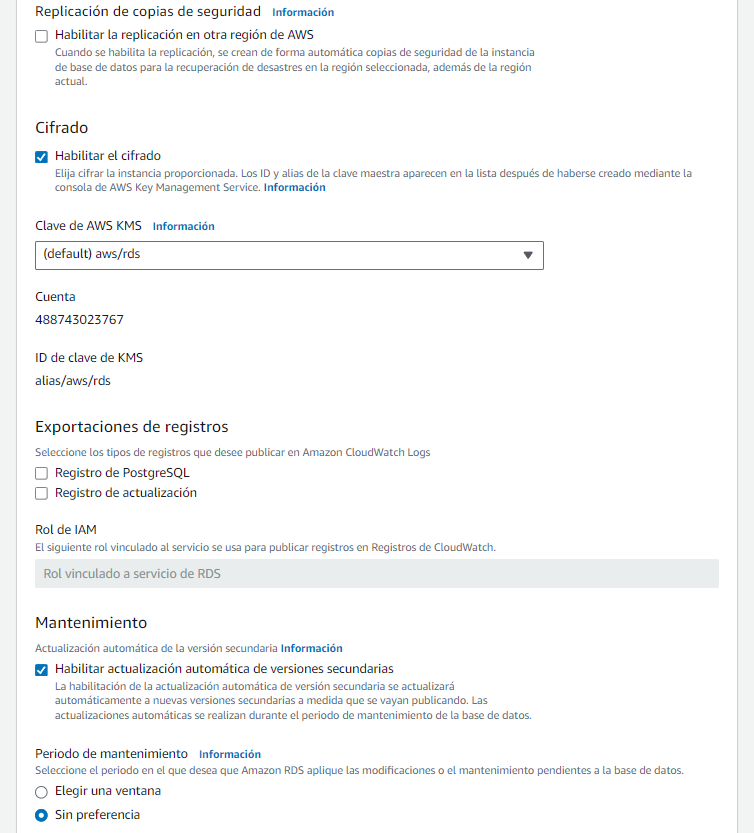 Replicación de copias de seguridad Información
Habilitar la replicación en otra región de AWS
Cuando se habilita la replicación, se crean de forma automática copias de seguridad de la instancia
de base de datos para la recuperación de desastres en la región seleccionada, además de la región
actual.
Cifrado
Habilitar el cifrado
Elija cifrar la instancia proporcionada. Los ID y alias de la clave maestra aparecen en la lista después de haberse creado mediante la
consola de AWS Key Management Service. Información
Clave de AWS KMS Información
(default) aws/rds
Cuenta
488743023767
ID de clave de KMS
alias/aws/rds
Exportaciones de registros
Seleccione los tipos de registros que desee publicar en Amazon CloudWatch Logs
Registro de PostgreSQL
Registro de actualización
Rol de IAM
El siguiente rol vinculado al servicio se usa para publicar registros en Registros de CloudWatch.
Rol vinculado a servicio de RDS
Mantenimiento
Actualización automática de la versión secundaria Información
Habilitar actualización automática de versiones secundarias
La habilitación de la actualización automática de versión secundaria se actualizará
automáticamente a nuevas versiones secundarias a medida que se vayan publicando. Las
actualizaciones automáticas se realizan durante el periodo de mantenimiento de la base de datos.
Periodo de mantenimiento Información
Seleccione el periodo en el que desea que Amazon RDS aplique las modificaciones o el mantenimiento pendientes a la base de datos.
Elegir una ventana
Sin preferencia